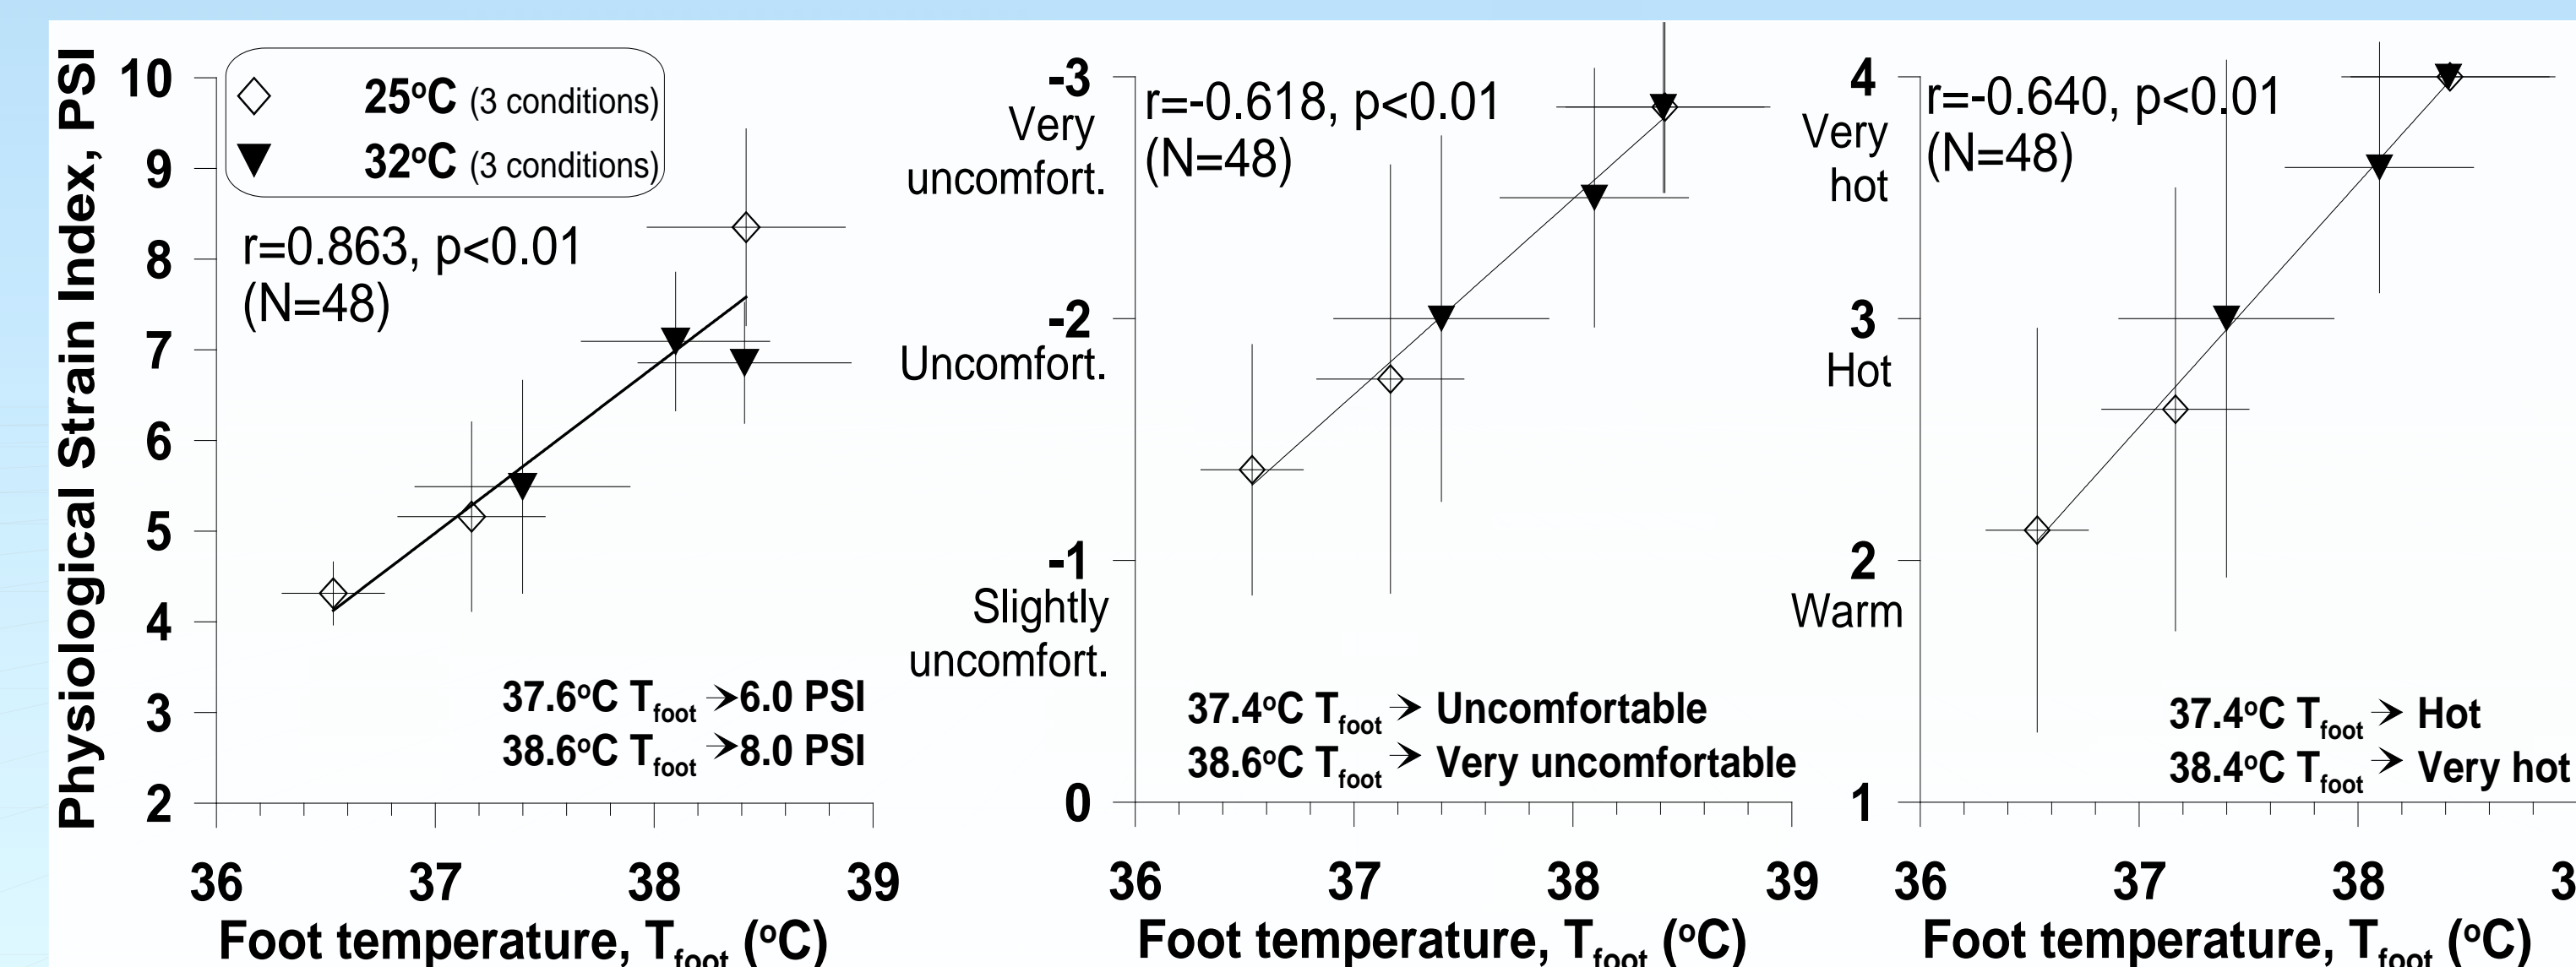 Physiological Strain Index, PSI
10
9
8
7
6
5
4
3
2
25°C (3 conditions)
32°C (3 conditions)
r=0.863, p<0.01
(N=48)
37.6°C Tfoot →6.0 PSI
38.6°C Tfoot →8.0 PSI
36 37 38 39
Foot temperature, Tfoot (°C)
-3
Very
uncomfort.
-2
Uncomfort.
-1
Slightly
uncomfort.
0
r=-0.618, p<0.01
(N=48)
37.4°C Tfoot → Uncomfortable
38.6°C Tfoot → Very uncomfortable
36 37 38 39
Foot temperature, Tfoot (°C)
4
Very
hot
3
Hot
2
Warm
1
r=-0.640, p<0.01
(N=48)
37.4°C Tfoot → Hot
38.4°C Tfoot → Very hot
36 37 38
Foot temperature, Tfoot (°C)